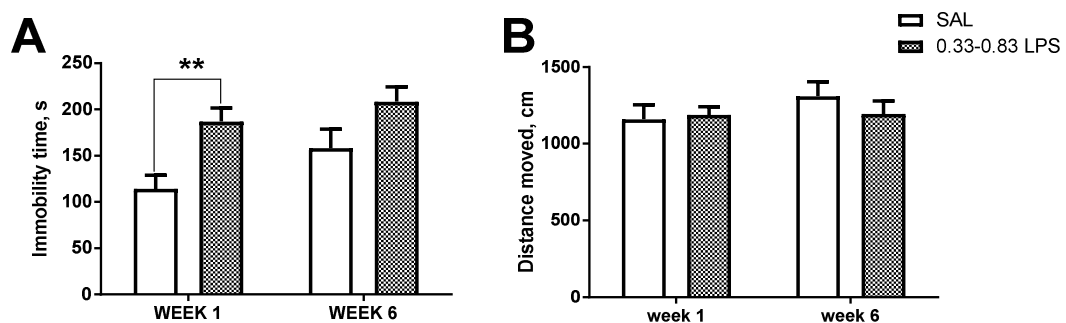 A
Immobility time, s
250
200
150
100
50
0
**
WEEK 1
WEEK 6
B
SAL
0.33-0.83 LPS
Distance moved, cm
1500
1000
500
0
week 1
week 6